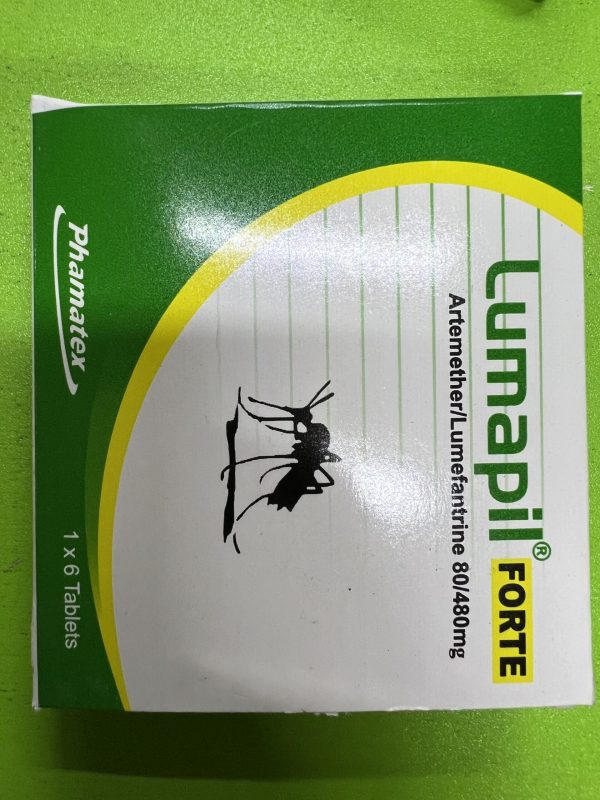 Lumapil® FORTE
Artemether/Lumefantrine 80/480mg
Phamatex
1 x 6 Tablets